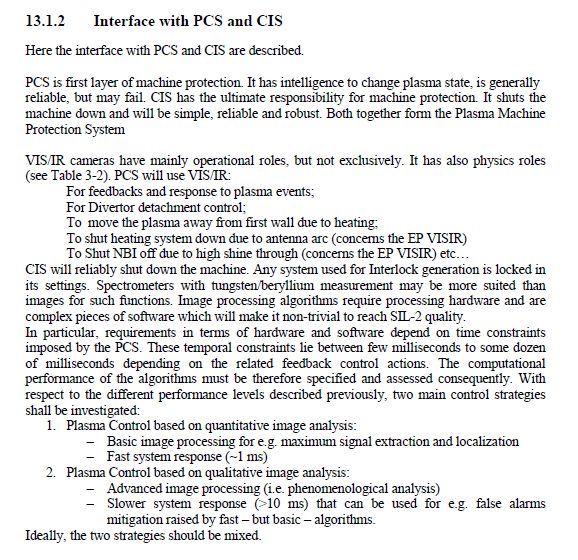 13.1.2 Interface with PCS and CIS
Here the interface with PCS and CIS are described.
PCS is first layer of machine protection. It has intelligence to change plasma state, is generally
reliable, but may fail. CIS has the ultimate responsibility for machine protection. It shuts the
machine down and will be simple, reliable and robust. Both together form the Plasma Machine
Protection System
VIS/IR cameras have mainly operational roles, but not exclusively. It has also physics roles
(see Table 3-2). PCS will use VIS/IR:
For feedbacks and response to plasma events;
For Divertor detachment control;
To move the plasma away from first wall due to heating;
To shut heating system down due to antenna arc (concerns the EP VISIR)
To Shut NBI off due to high shine through (concerns the EP VISIR) etc…
CIS will reliably shut down the machine. Any system used for Interlock generation is locked in
its settings. Spectrometers with tungsten/beryllium measurement may be more suited than
images for such functions. Image processing algorithms require processing hardware and are
complex pieces of software which will make it non-trivial to reach SIL-2 quality.
In particular, requirements in terms of hardware and software depend on time constraints
imposed by the PCS. These temporal constraints lie between few milliseconds to some dozen
of milliseconds depending on the related feedback control actions. The computational
performance of the algorithms must be therefore specified and assessed consequently. With
respect to the different performance levels described previously, two main control strategies
shall be investigated:
1. Plasma Control based on quantitative image analysis:
− Basic image processing for e.g. maximum signal extraction and localization
− Fast system response (~1 ms)
2. Plasma Control based on qualitative image analysis:
− Advanced image processing (i.e. phenomenological analysis)
− Slower system response (>10 ms) that can be used for e.g. false alarms
mitigation raised by fast – but basic – algorithms.
Ideally, the two strategies should be mixed.